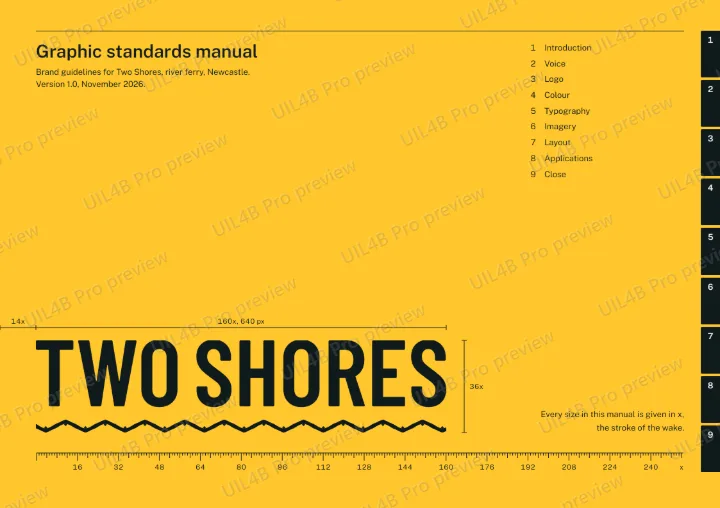 Graphic standards manual
Brand guidelines for Two Shores, river ferry, Newcastle.
Version 1.0, November 2026.
1 Introduction
2 Voice
3 Logo
4 Colour
5 Typography
6 Imagery
7 Layout
8 Applications
9 Close
1
2
3
4
5
6
7
8
9
14x
160x, 640 px
TWO SHORES
36x
Every size in this manual is given in x,
the stroke of the wake.
16 32 48 64 80 96 112 128 144 160 176 192 208 224 240 x
UIL4B Pro preview